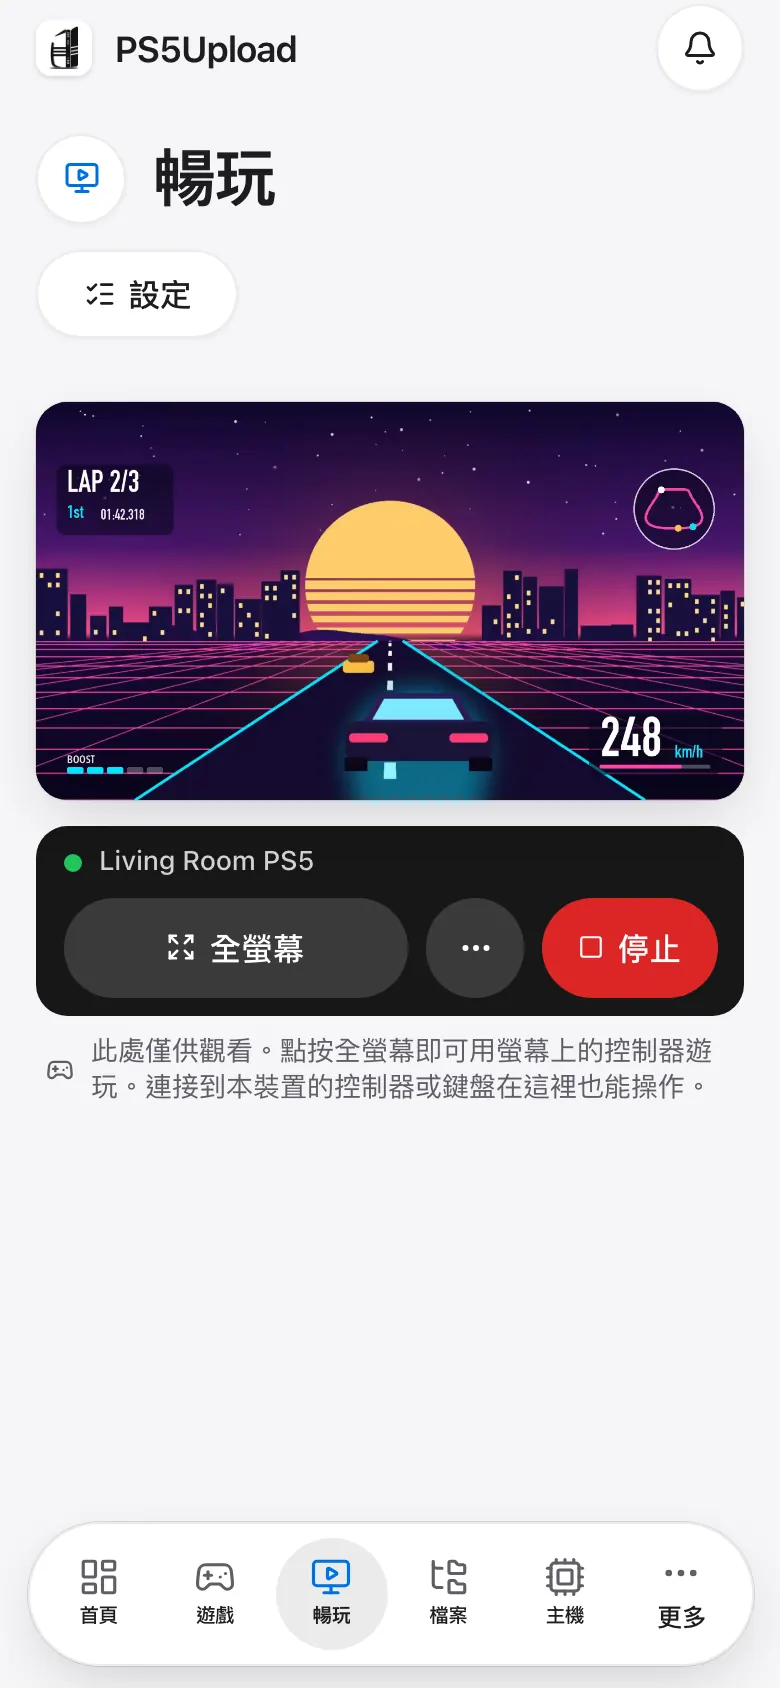 PS5Upload
暢玩
設定
LAP 2/3
1st 01:42.318
248 km/h
BOOST
Living Room PS5
全螢幕
停止
此處僅供觀看。點按全螢幕即可用螢幕上的控制器遊
玩。連接到本裝置的控制器或鍵盤在這裡也能操作。
首頁
遊戲
暢玩
檔案
主機
更多